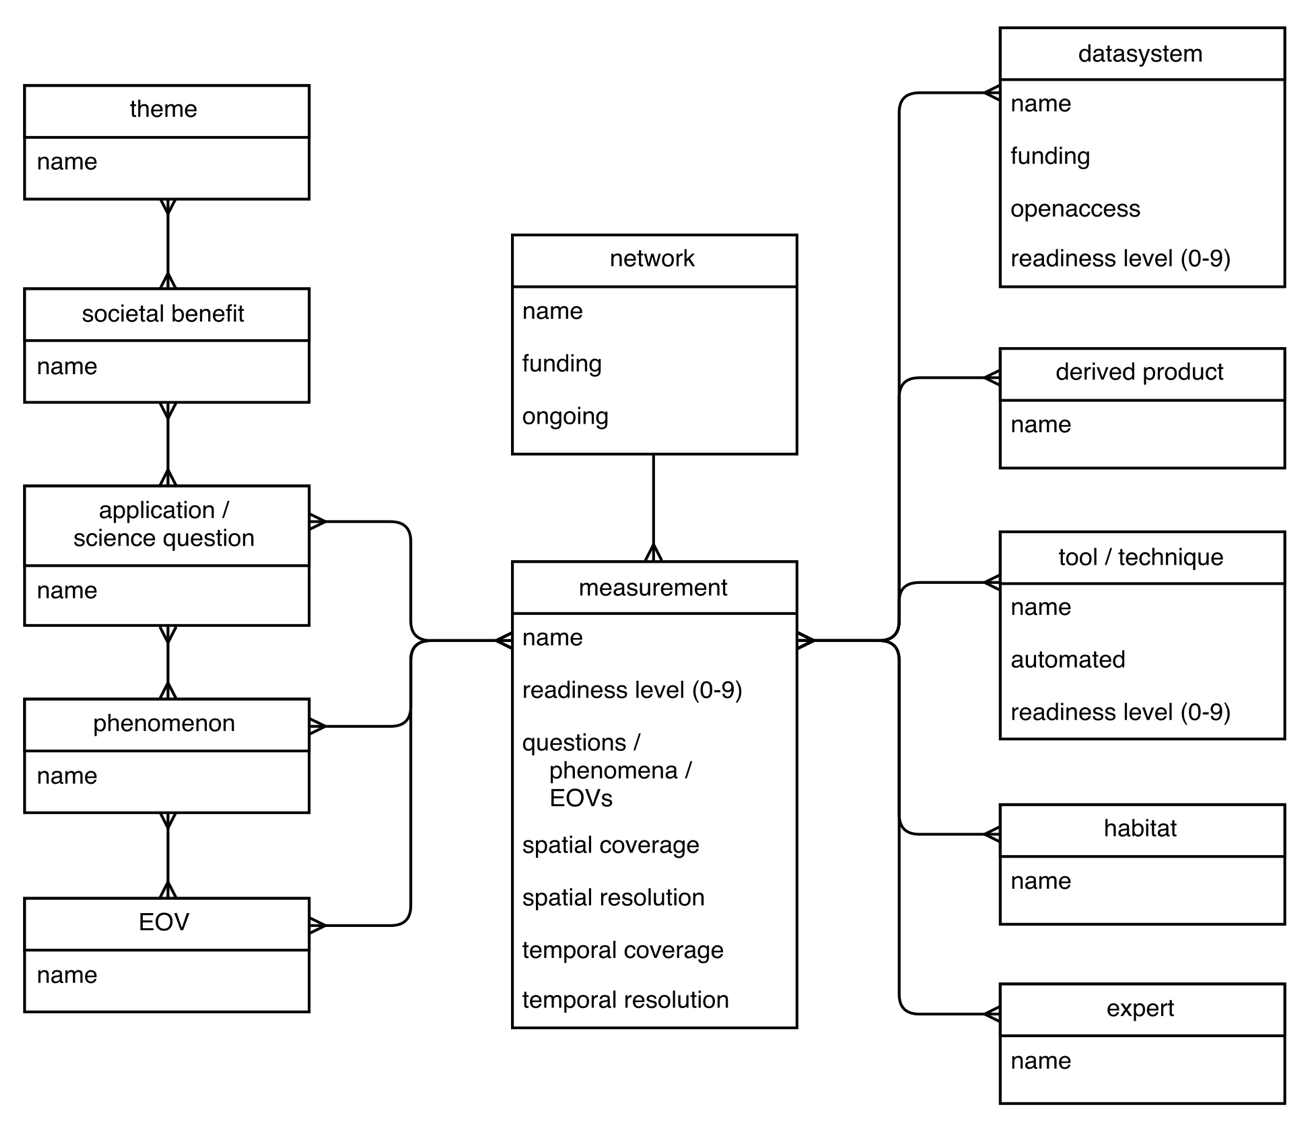 theme
name
societal benefit
name
application /
science question
name
phenomenon
name
EOV
name
network
name
funding
ongoing
measurement
name
readiness level (0-9)
questions /
phenomena /
EOVs
spatial coverage
spatial resolution
temporal coverage
temporal resolution
datasystem
name
funding
openaccess
readiness level (0-9)
derived product
name
tool / technique
name
automated
readiness level (0-9)
habitat
name
expert
name